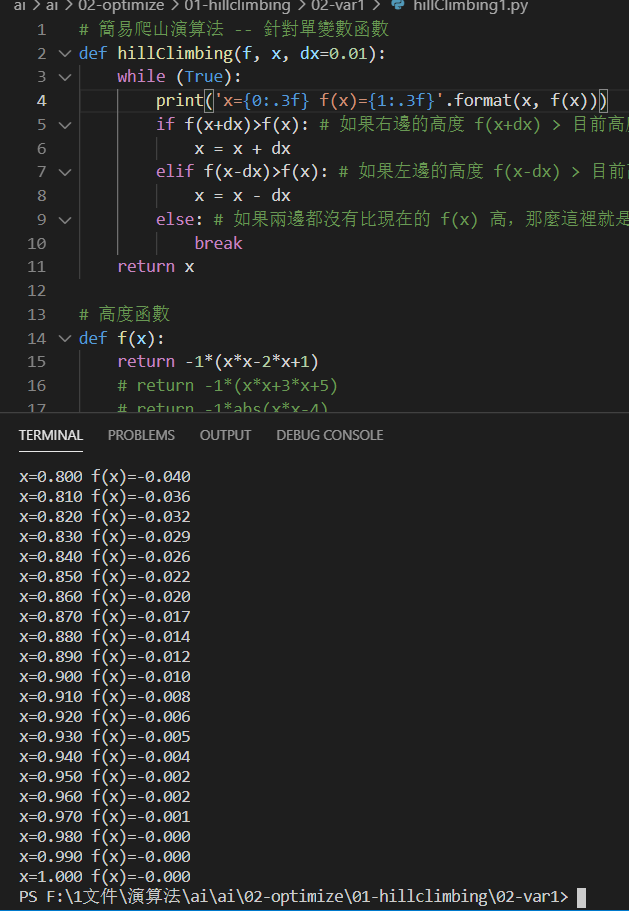 ai > ai > 02-optimize > 01-hillclimbing > 02-var1 > hillClimbing1.py
1 # 簡易爬山演算法 -- 針對單變數函數
2 def hillClimbing(f, x, dx=0.01):
3 while (True):
4 print('x={0:.3f} f(x)={1:.3f}'.format(x, f(x)))
5 if f(x+dx)>f(x): # 如果右邊的高度 f(x+dx) > 目前高度
6 x = x + dx
7 elif f(x-dx)>f(x): # 如果左邊的高度 f(x-dx) > 目前
8 x = x - dx
9 else: # 如果兩邊都沒有比現在的 f(x) 高，那麼這裡就是
10 break
11 return x
12
13 # 高度函數
14 def f(x):
15 return -1*(x*x-2*x+1)
16 # return -1*(x*x+3*x+5)
17 # return -1*abs(x*x-4)
TERMINAL PROBLEMS OUTPUT DEBUG CONSOLE
x=0.800 f(x)=-0.040
x=0.810 f(x)=-0.036
x=0.820 f(x)=-0.032
x=0.830 f(x)=-0.029
x=0.840 f(x)=-0.026
x=0.850 f(x)=-0.022
x=0.860 f(x)=-0.020
x=0.870 f(x)=-0.017
x=0.880 f(x)=-0.014
x=0.890 f(x)=-0.012
x=0.900 f(x)=-0.010
x=0.910 f(x)=-0.008
x=0.920 f(x)=-0.006
x=0.930 f(x)=-0.005
x=0.940 f(x)=-0.004
x=0.950 f(x)=-0.002
x=0.960 f(x)=-0.002
x=0.970 f(x)=-0.001
x=0.980 f(x)=-0.000
x=0.990 f(x)=-0.000
x=1.000 f(x)=-0.000
PS F:\1文件\演算法\ai\ai\02-optimize\01-hillclimbing\02-var1>